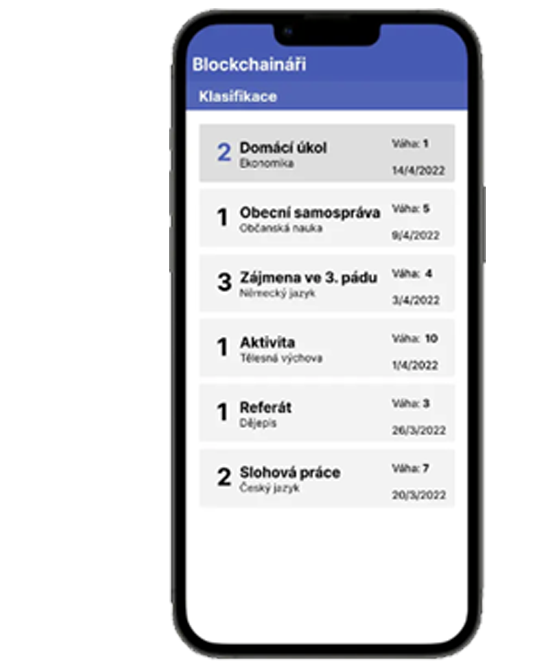 Blockchaináři
Klasifikace
2 Domácí úkol Váha: 1
Ekonomika 14/4/2022
1 Obecní samospráva Váha: 5
Občanská nauka 9/4/2022
3 Zájmena ve 3. pádu Váha: 4
Německý jazyk 3/4/2022
1 Aktivita Váha: 10
Tělesná výchova 1/4/2022
1 Referát Váha: 3
Dějepis 26/3/2022
2 Slohová práce Váha: 7
Český jazyk 20/3/2022